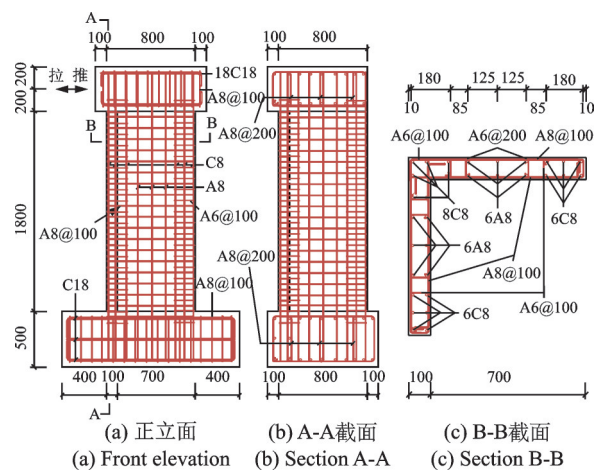 A
100 800 100
200
200
拉 推
18C18
A8@100
B
B
C8
A8
A6@100
A8@100
1800
C18
A8@100
500
400 100 700 400
A
(a) 正立面
(a) Front elevation
800
A8@200
A8@200
100 800 100
(b) A-A截面
(b) Section A-A
180 125 125 180
10 85 85 10
A6@100 A6@200 A8@100
8C8 6A8 6C8
6A8
A8@100
A6@100
6C8
100 700
(c) B-B截面
(c) Section B-B